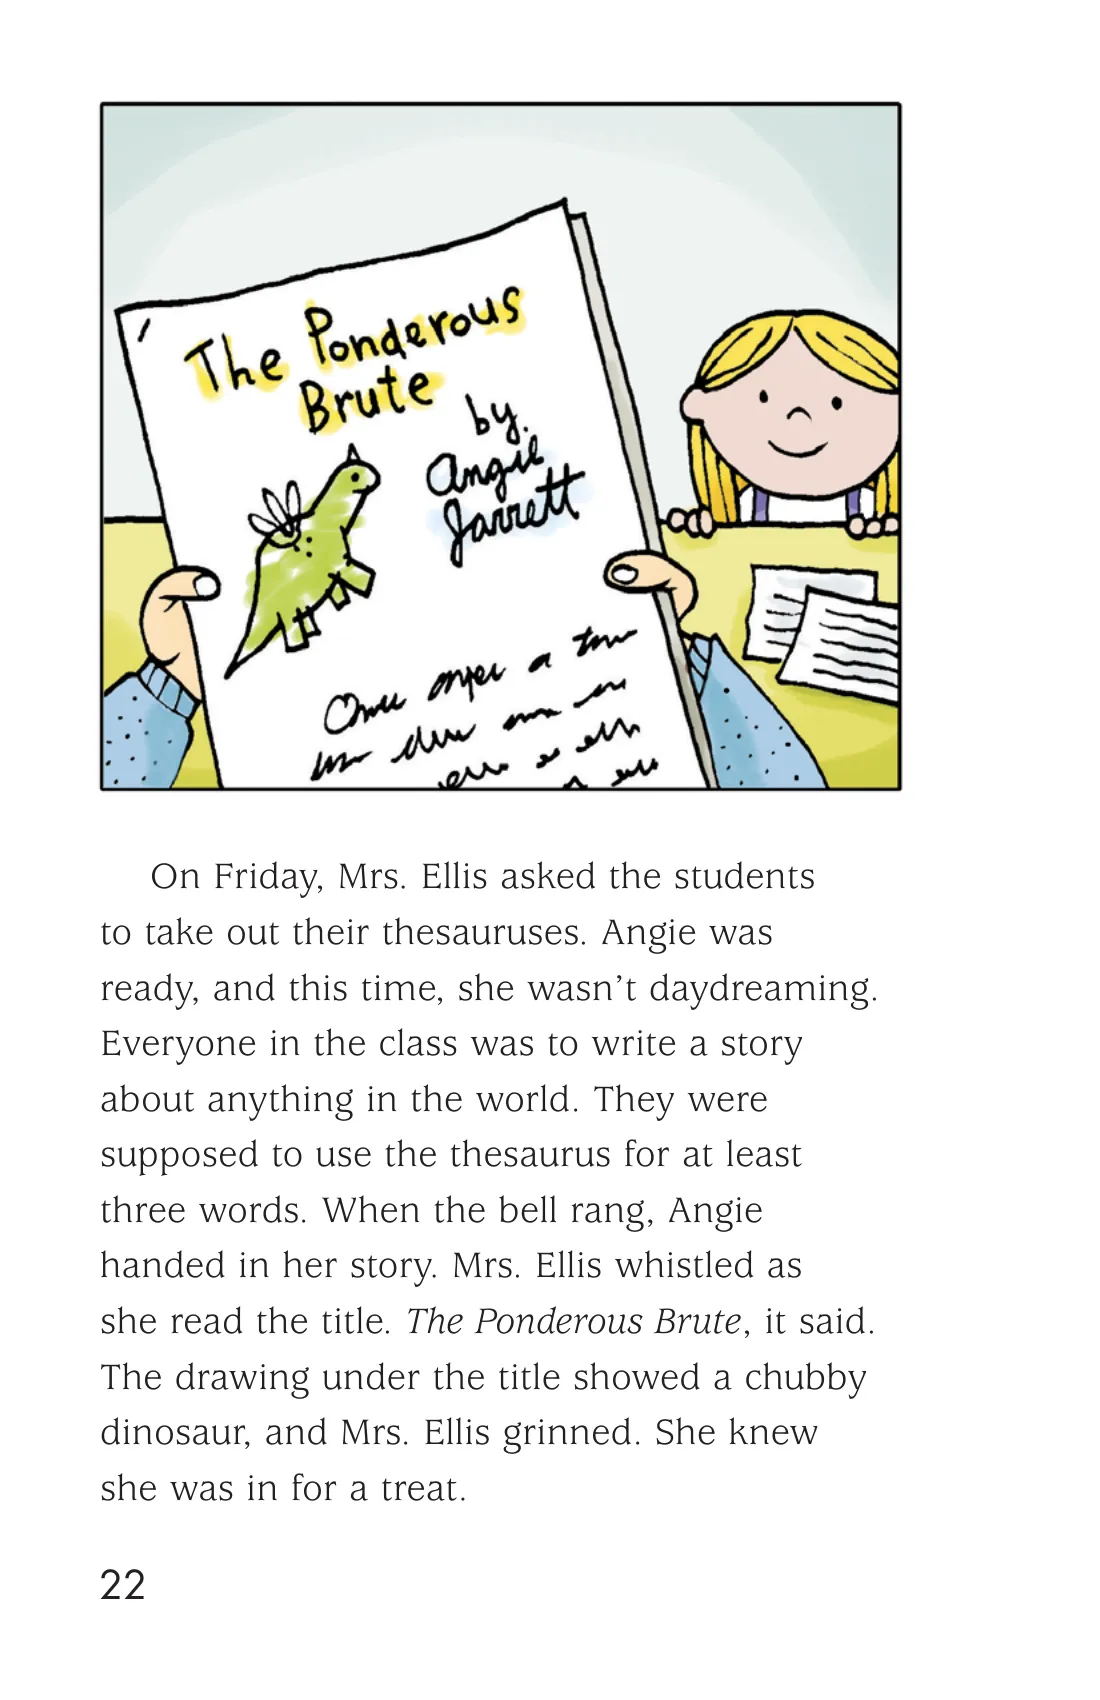 The Ponderous
Brute
by
Angie
Jarrett
On Friday, Mrs. Ellis asked the students
to take out their thesauruses. Angie was
ready, and this time, she wasn’t daydreaming.
Everyone in the class was to write a story
about anything in the world. They were
supposed to use the thesaurus for at least
three words. When the bell rang, Angie
handed in her story. Mrs. Ellis whistled as
she read the title. The Ponderous Brute, it said.
The drawing under the title showed a chubby
dinosaur, and Mrs. Ellis grinned. She knew
she was in for a treat.
22